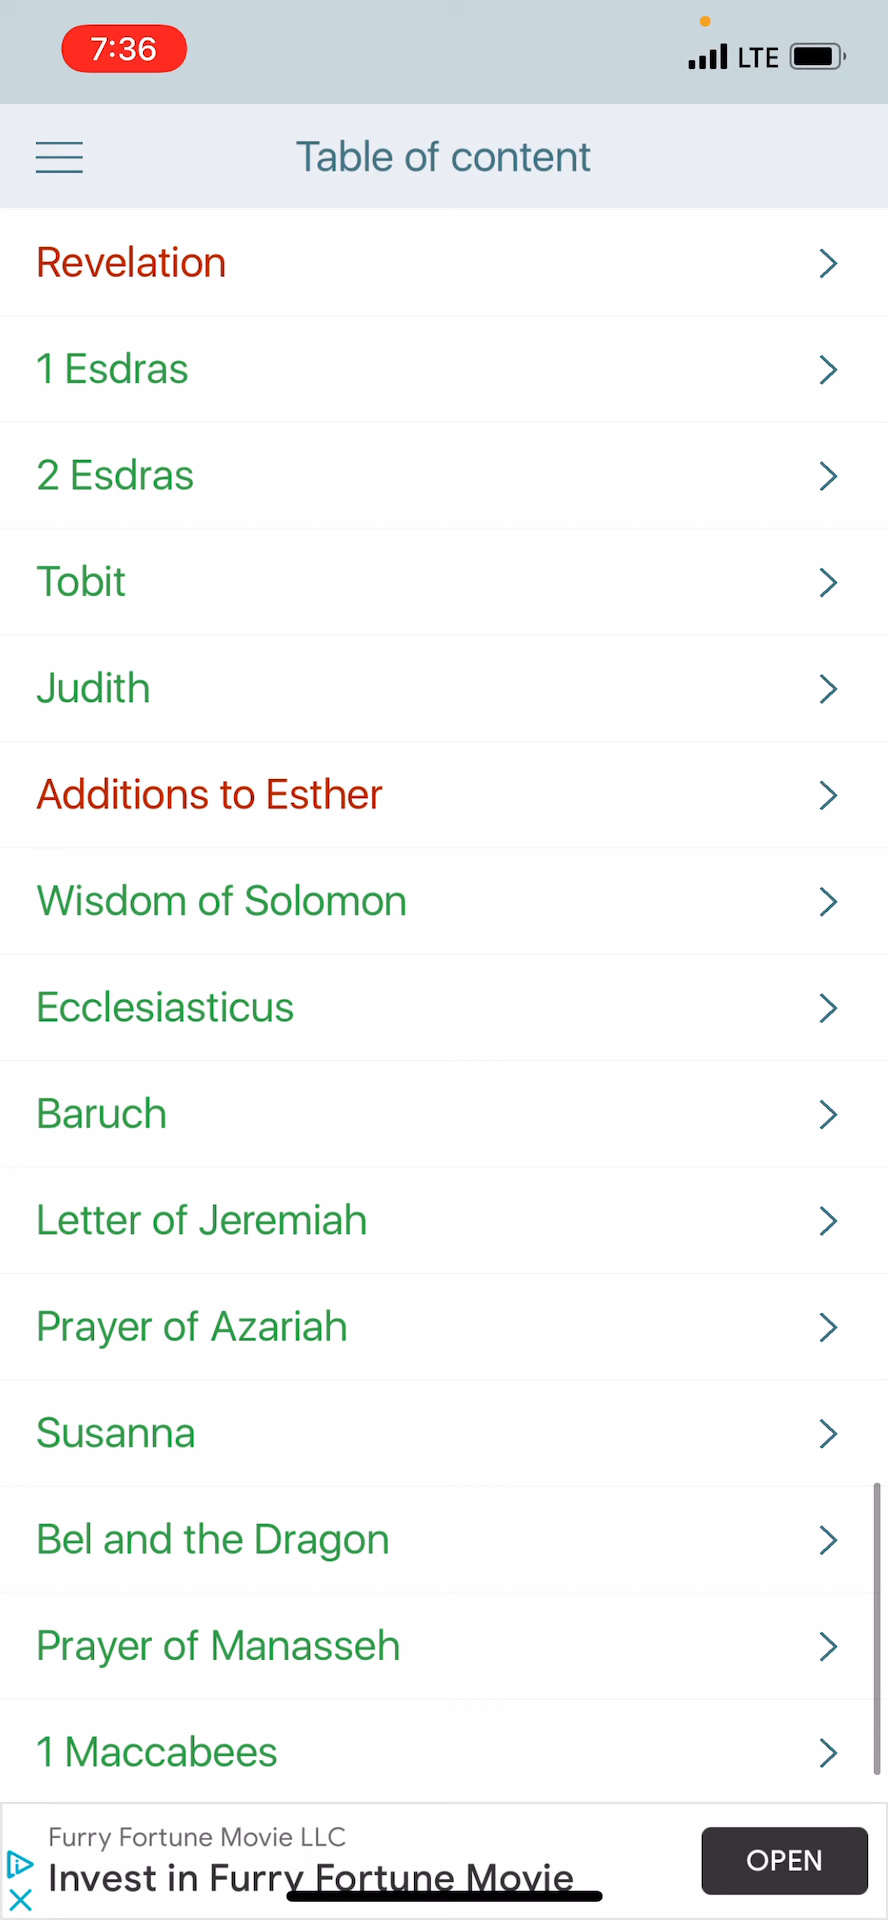 7:36
LTE
Table of content
Revelation
1 Esdras
2 Esdras
Tobit
Judith
Additions to Esther
Wisdom of Solomon
Ecclesiasticus
Baruch
Letter of Jeremiah
Prayer of Azariah
Susanna
Bel and the Dragon
Prayer of Manasseh
1 Maccabees
Furry Fortune Movie LLC
Invest in Furry Fortune Movie
OPEN